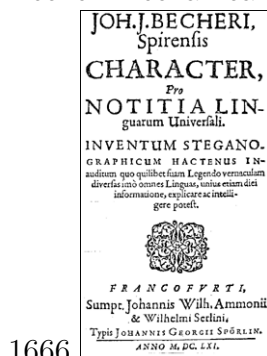 JOH.J.BECHERI,
Spirenſis
CHARACTER,
Pro
NOTITIA LIN-
guarum Univerſali.
INVENTUM STEGANO-
GRAPHICUM HACTENUS IN-
auditum quo quilibet ſuam Legendo vernaculam
diverſas imò omnes Linguas, unius etiam diei
informatione, explicare ac intelli-
gere poteſt.
FRANCOFVRTI,
Sumpt. Johannis Wilh. Ammonii
& Wilhelmi Serlini,
Typis JOHANNIS GEORGII SPÖRLIN.
ANNO M, DC. LXI.
1666